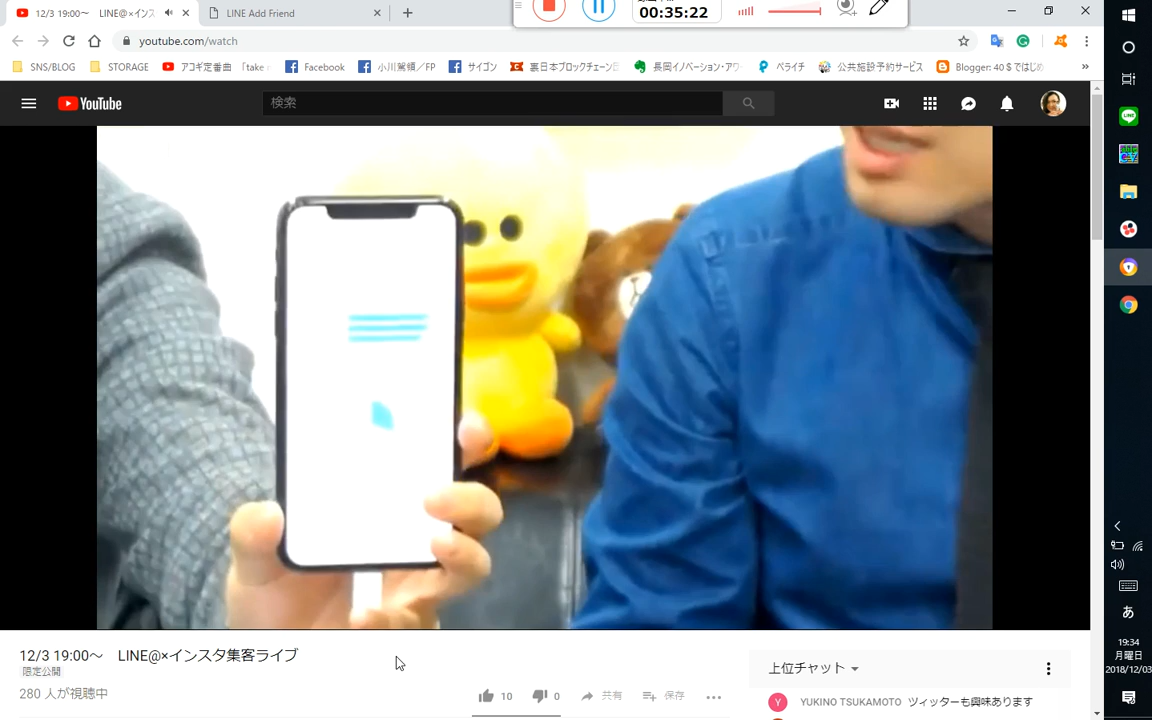 12/3 19:00～ LINE@×インス
LINE Add Friend
00:35:22
youtube.com/watch
SNS/BLOG
STORAGE
アコギ定番曲 「take
Facebook
小川駕頼／FP
サイゴン
裏日本ブロックチェーン
長岡イノベーション・アワ
ペライチ
公共施設予約サービス
Blogger: 40＄ではじめ
»
YouTube
検索
12/3 19:00～ LINE@×インスタ集客ライブ
限定公開
280 人が視聴中
10
0
共有
保存
上位チャット
Y
YUKINO TSUKAMOTO ツィッターも興味あります
あ
19:34
月曜日
2018/12/03